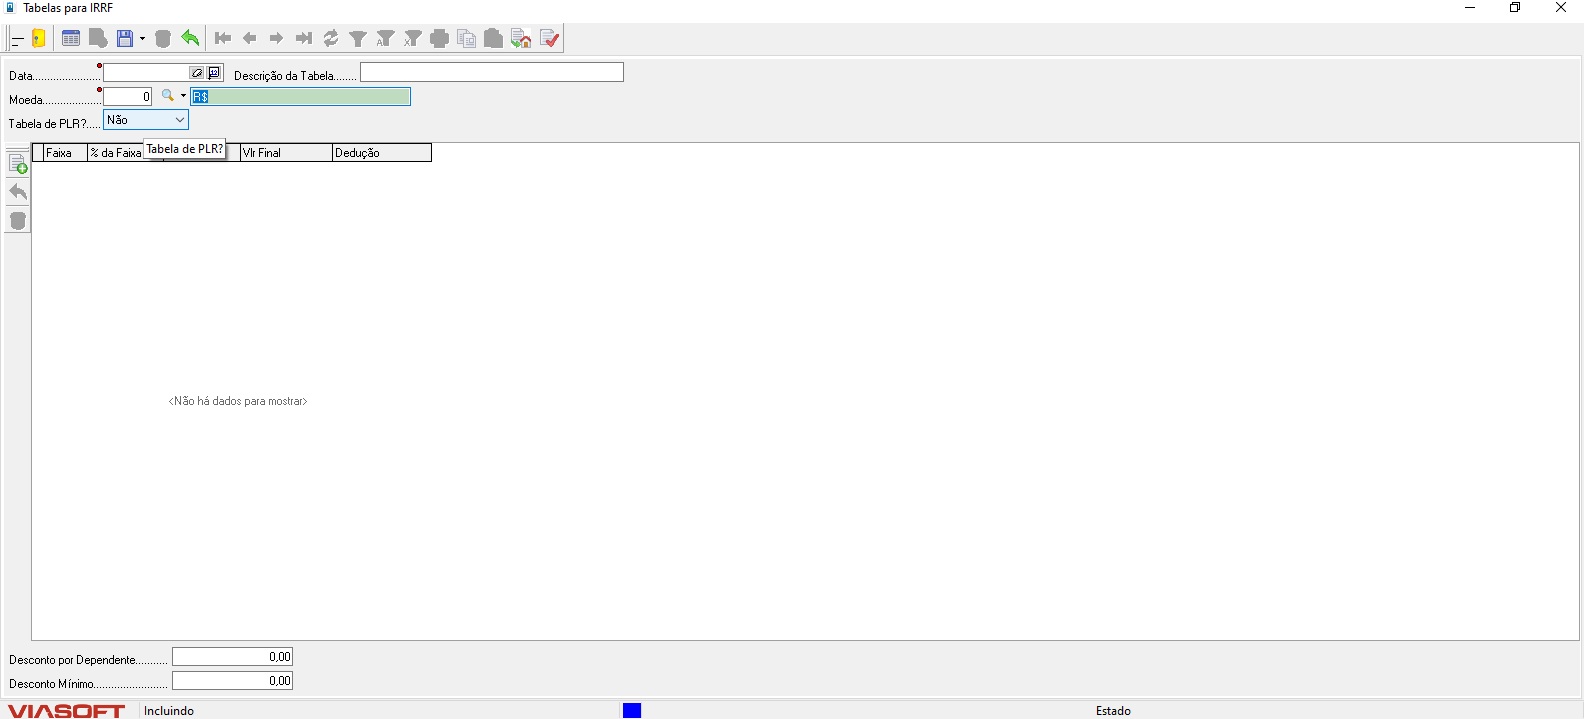 Tabelas para IRRF
Data...................... Descrição da Tabela........
Moeda................... 0 R$
Tabela de PLR?..... Não
Tabela de PLR?
Faixa % da Faixa Vlr Final Dedução
<Não há dados para mostrar>
Desconto por Dependente........... 0,00
Desconto Mínimo......................... 0,00
VIASOFT Incluindo Estado